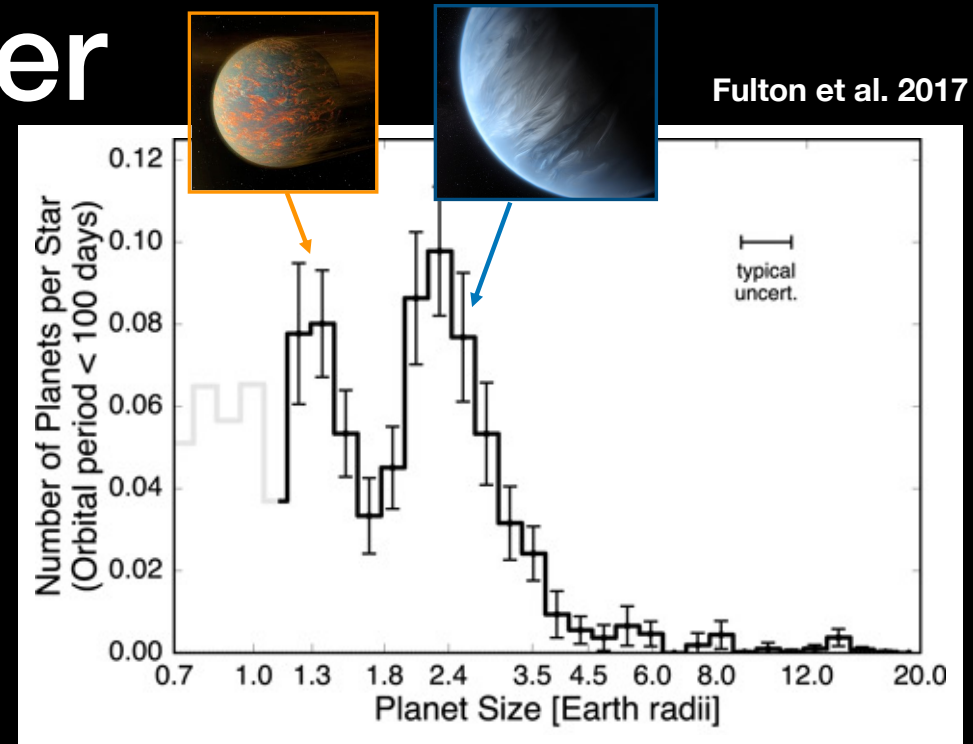 er
Fulton et al. 2017
Number of Planets per Star
(Orbital period < 100 days)
0.12
0.10
0.08
0.06
0.04
0.02
0.00
typical
uncert.
0.7 1.0 1.3 1.8 2.4 3.5 4.5 6.0 8.0 12.0 20.0
Planet Size [Earth radii]